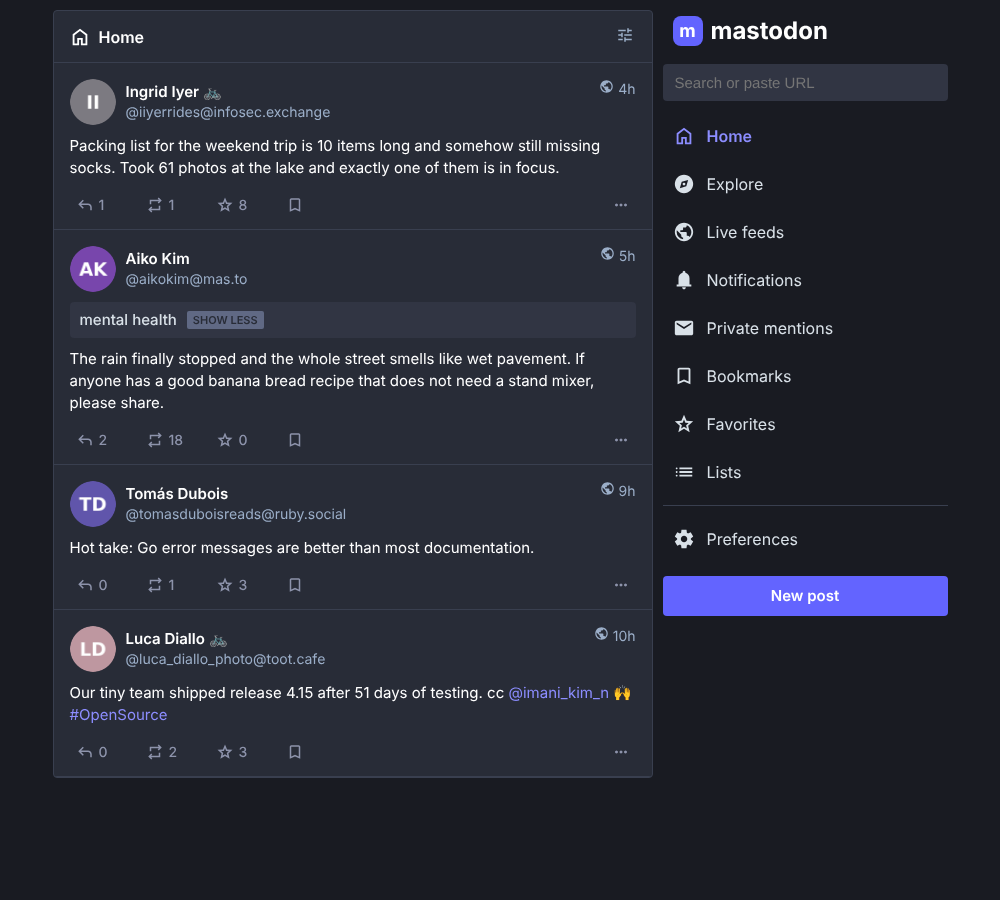 Home
II
Ingrid Iyer 🚲
4h
@iiyerrides@infosec.exchange
Packing list for the weekend trip is 10 items long and somehow still missing
socks. Took 61 photos at the lake and exactly one of them is in focus.
1 1 8
AK
Aiko Kim
5h
@aikokim@mas.to
mental health SHOW LESS
The rain finally stopped and the whole street smells like wet pavement. If
anyone has a good banana bread recipe that does not need a stand mixer,
please share.
2 18 0
TD
Tomás Dubois
9h
@tomasduboisreads@ruby.social
Hot take: Go error messages are better than most documentation.
0 1 3
LD
Luca Diallo 🚲
10h
@luca_diallo_photo@toot.cafe
Our tiny team shipped release 4.15 after 51 days of testing. cc @imani_kim_n 🙌
#OpenSource
0 2 3
m mastodon
Search or paste URL
Home
Explore
Live feeds
Notifications
Private mentions
Bookmarks
Favorites
Lists
Preferences
New post